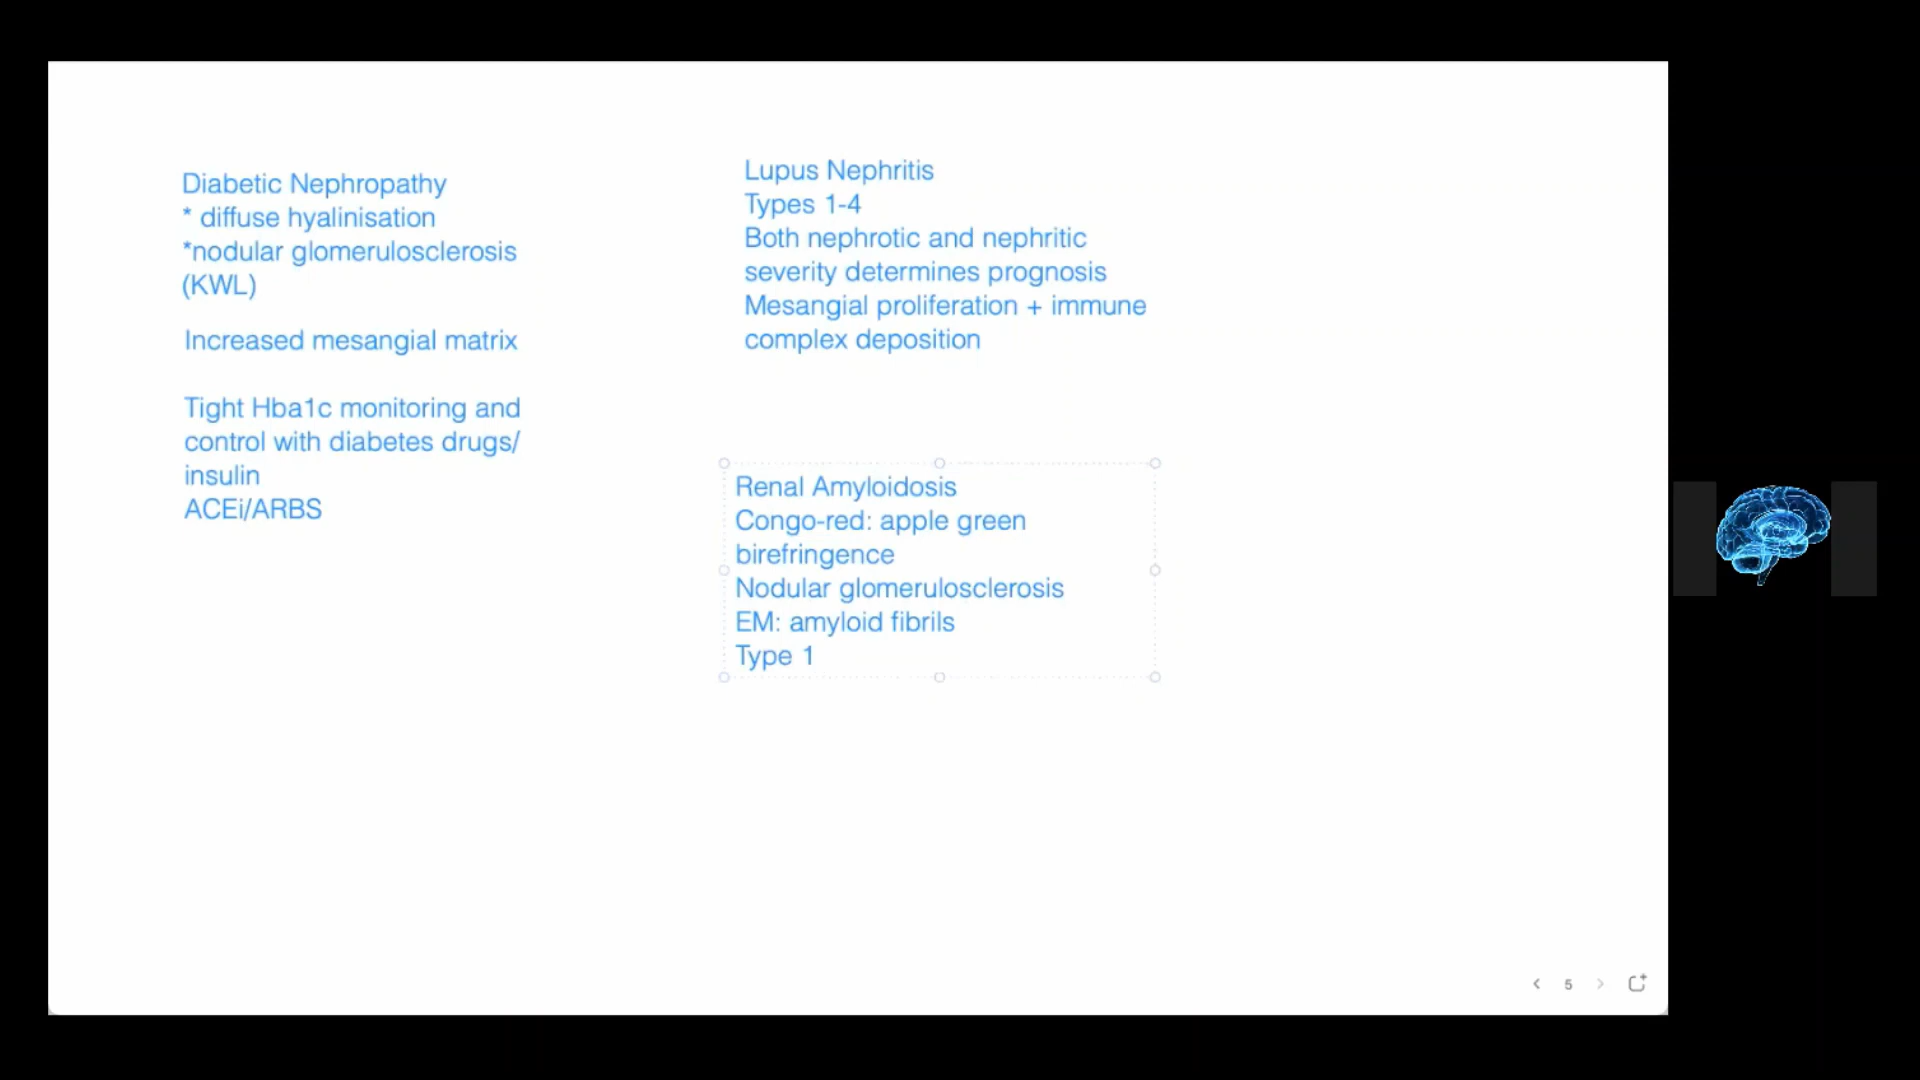 Diabetic Nephropathy
* diffuse hyalinisation
*nodular glomerulosclerosis
(KWL)
Increased mesangial matrix
Tight Hba1c monitoring and
control with diabetes drugs/
insulin
ACEi/ARBS
Lupus Nephritis
Types 1-4
Both nephrotic and nephritic
severity determines prognosis
Mesangial proliferation + immune
complex deposition
Renal Amyloidosis
Congo-red: apple green
birefringence
Nodular glomerulosclerosis
EM: amyloid fibrils
Type 1
5